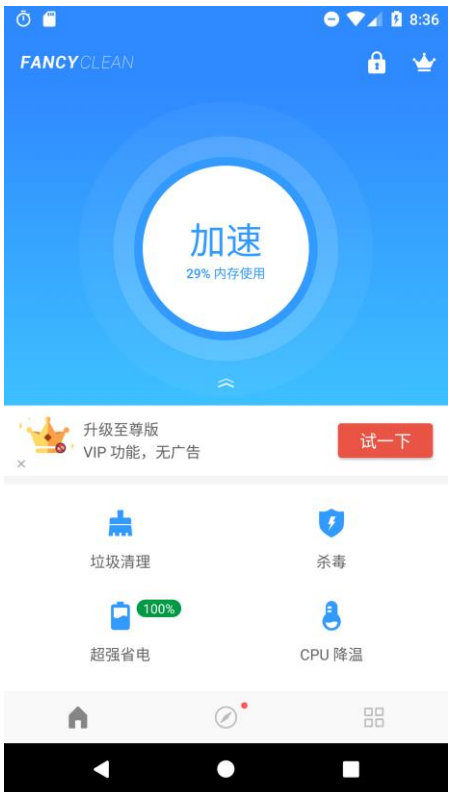 8:36
FANCYCLEAN
加速
29% 内存使用
升级至尊版
VIP 功能，无广告
试一下
垃圾清理
杀毒
100%
超强省电
CPU 降温